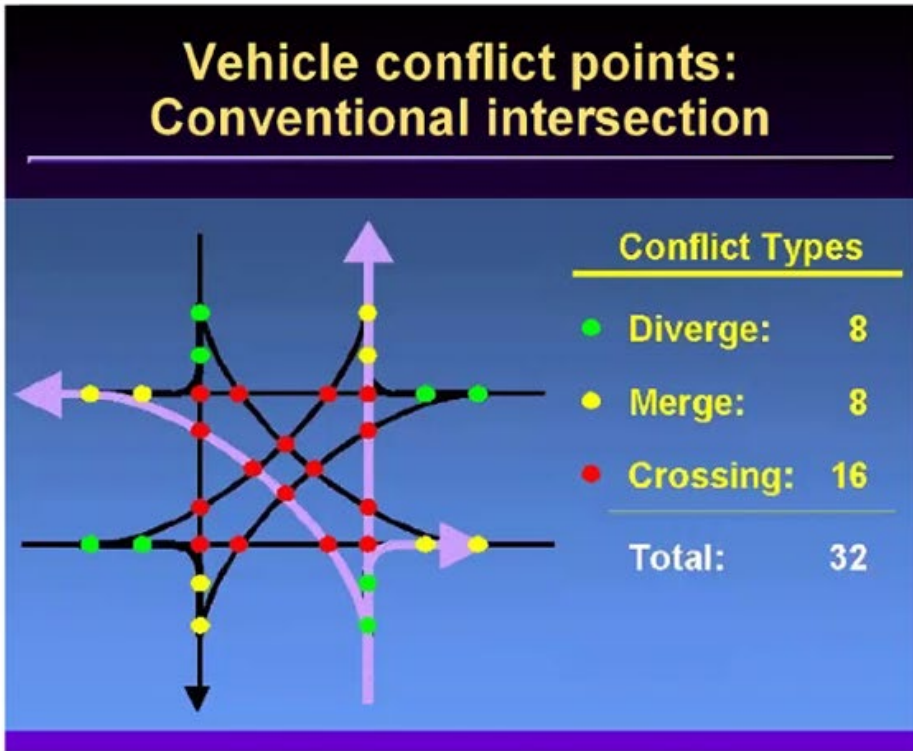 Vehicle conflict points:
Conventional intersection
Conflict Types
Diverge: 8
Merge: 8
Crossing: 16
Total: 32